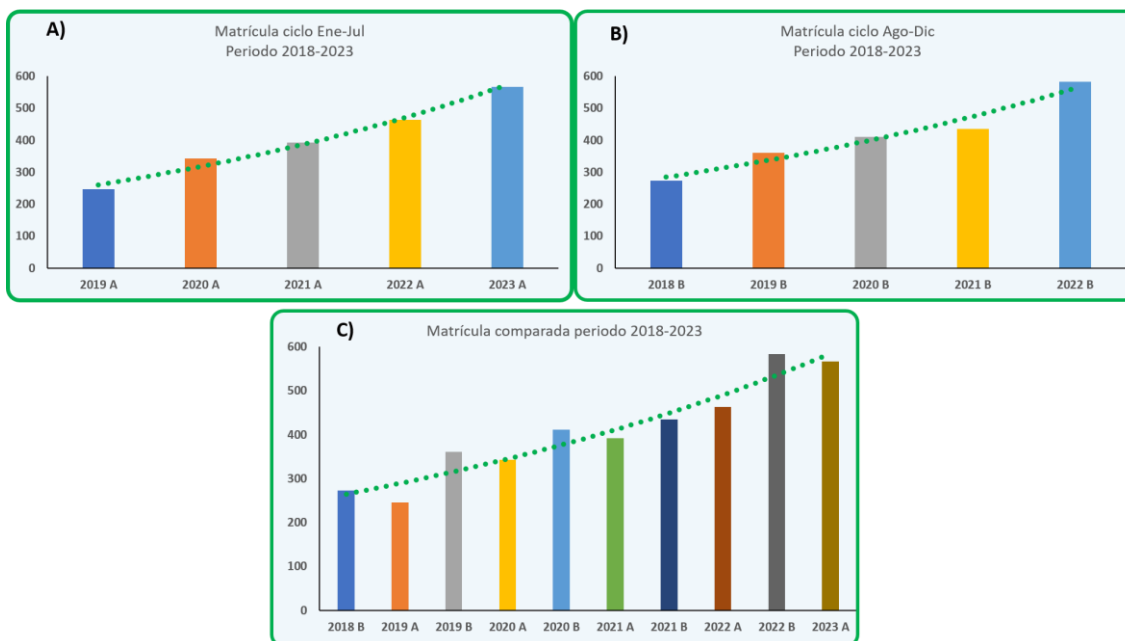 A)
Matrícula ciclo Ene-Jul
Periodo 2018-2023
600
500
400
300
200
100
0
2019 A 2020 A 2021 A 2022 A 2023 A
B)
Matrícula ciclo Ago-Dic
Periodo 2018-2023
600
500
400
300
200
100
0
2018 B 2019 B 2020 B 2021 B 2022 B
C)
Matrícula comparada periodo 2018-2023
600
500
400
300
200
100
0
2018 B 2019 A 2019 B 2020 A 2020 B 2021 A 2021 B 2022 A 2022 B 2023 A